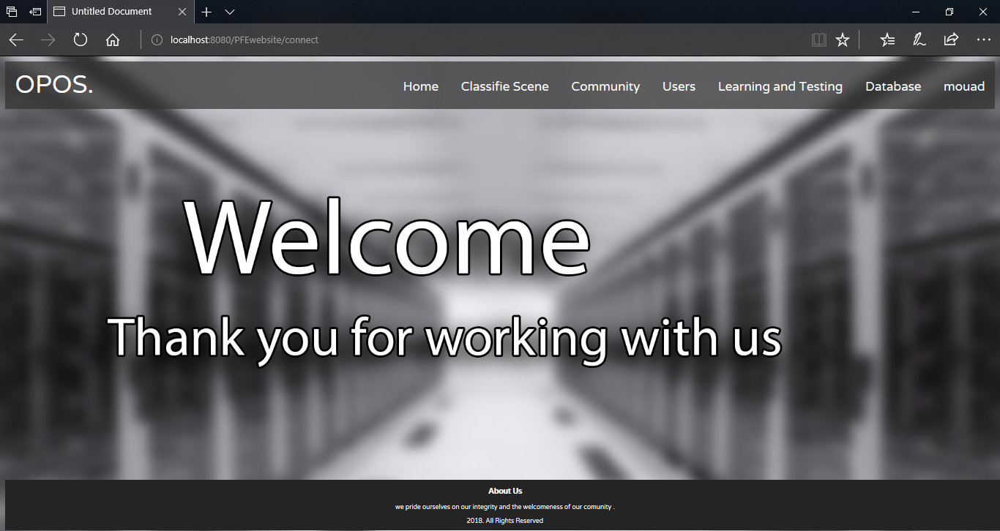 Untitled Document
localhost:8080/PFEwebsite/connect
OPOS.
Home Classifie Scene Community Users Learning and Testing Database mouad
Welcome
Thank you for working with us
About Us
we pride ourselves on our integrity and the welcomeness of our comunity .
2018. All Rights Reserved